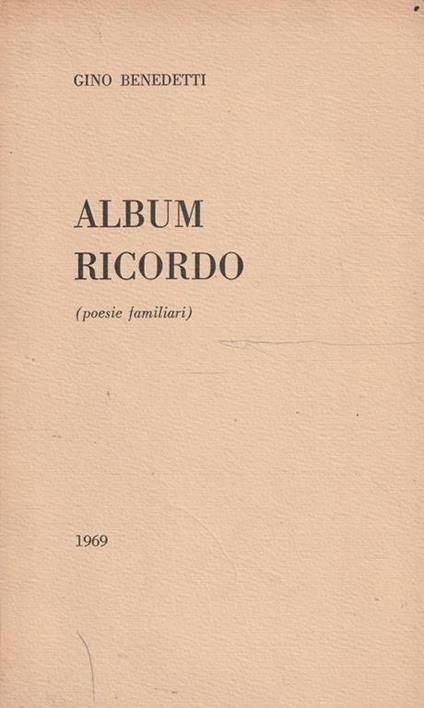 GINO BENEDETTI
ALBUM
RICORDO
(poesie familiari)
1969